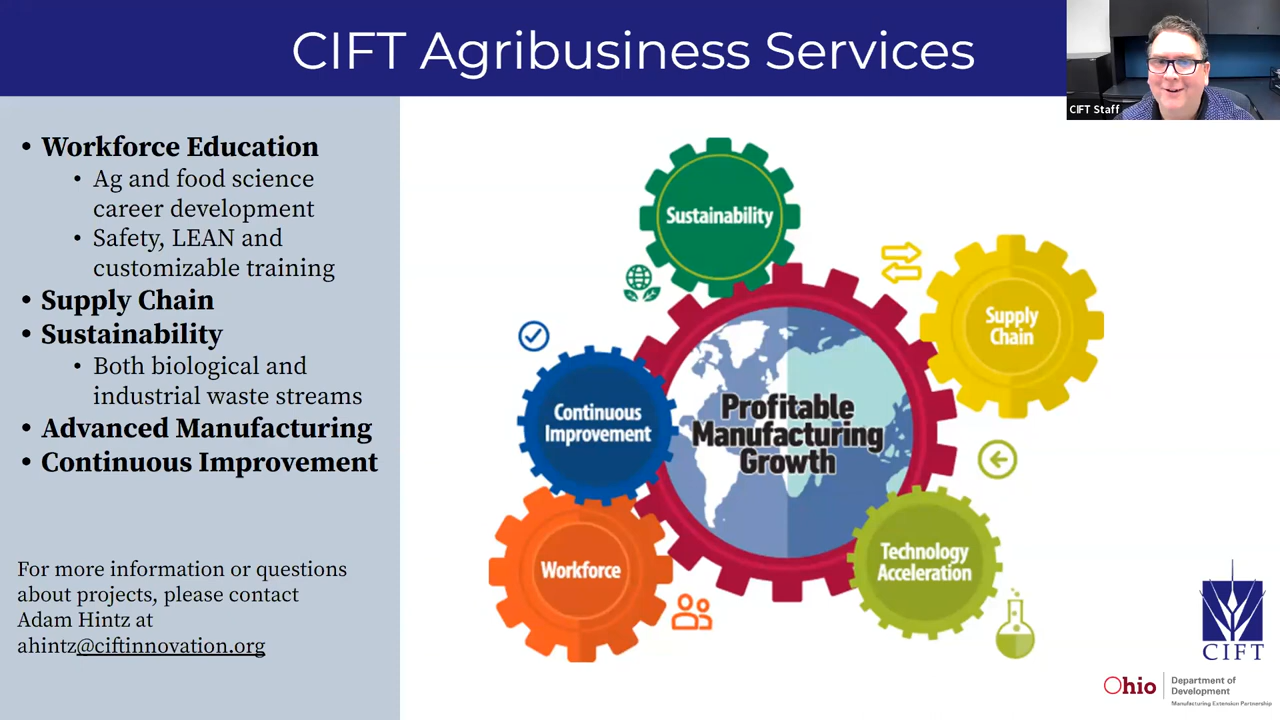 CIFT Agribusiness Services
CIFT Staff
• Workforce Education
• Ag and food science
career development
• Safety, LEAN and
customizable training
• Supply Chain
• Sustainability
• Both biological and
industrial waste streams
• Advanced Manufacturing
• Continuous Improvement
For more information or questions
about projects, please contact
Adam Hintz at
ahintz@ciftinnovation.org
Sustainability
Supply
Chain
Continuous
Improvement
Profitable
Manufacturing
Growth
Workforce
Technology
Acceleration
CIFT
Ohio
Department of
Development
Manufacturing Extension Partnership